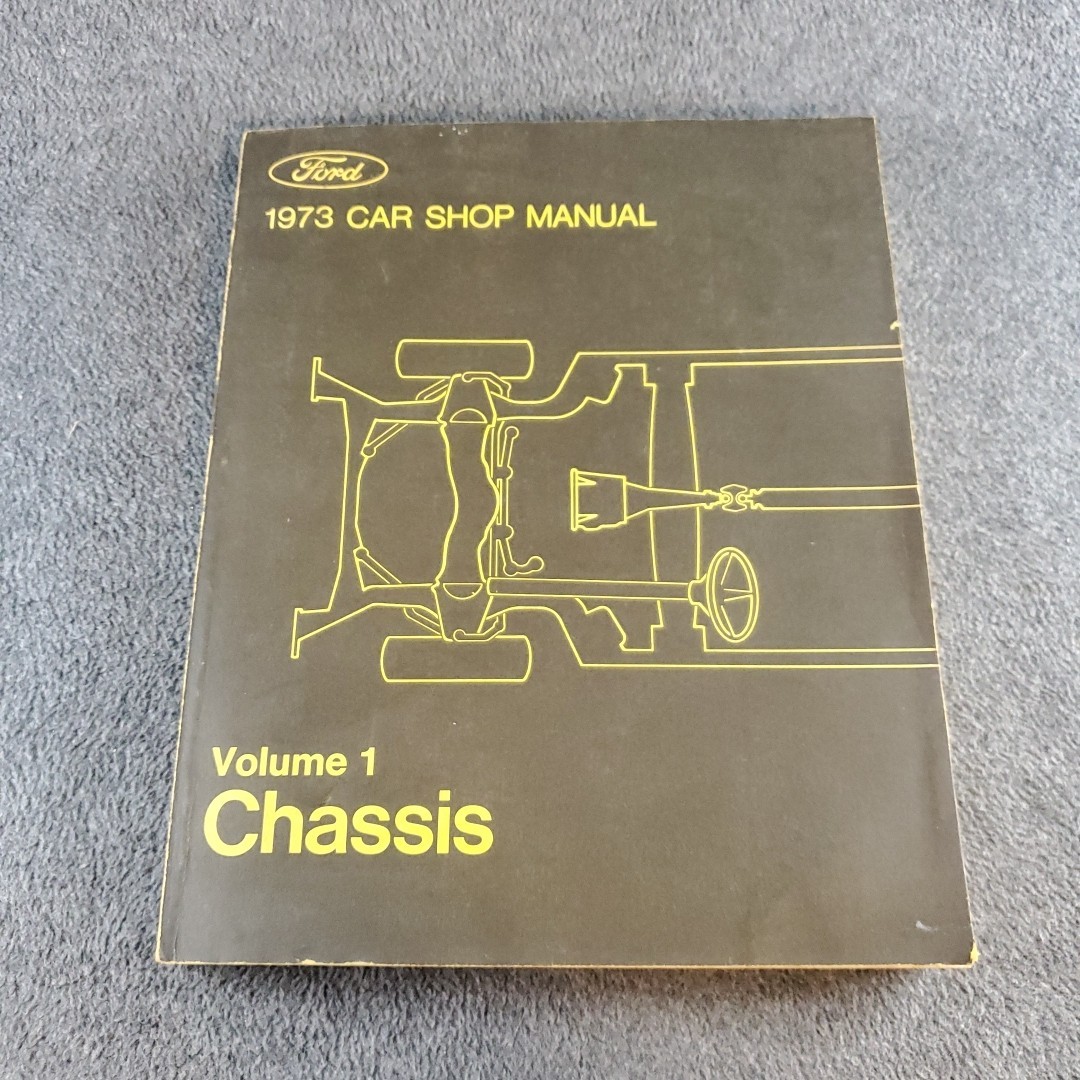 Ford
1973 CAR SHOP MANUAL
Volume 1
Chassis